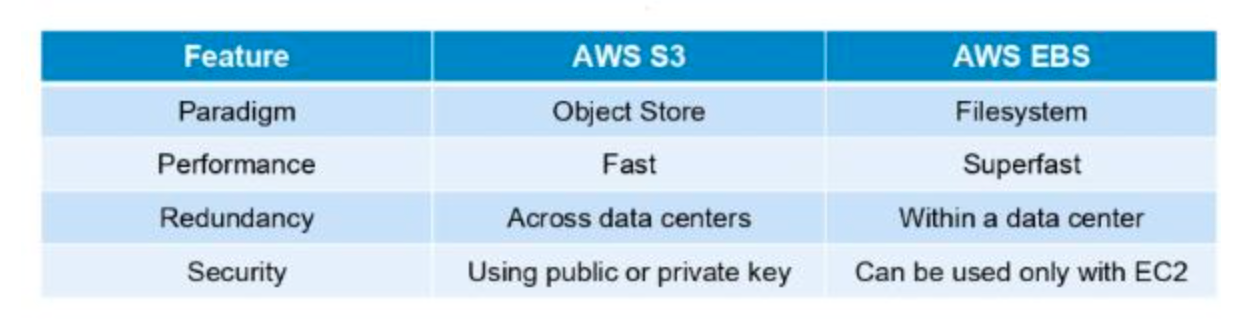 Feature AWS S3 AWS EBS
Paradigm Object Store Filesystem
Performance Fast Superfast
Redundancy Across data centers Within a data center
Security Using public or private key Can be used only with EC2